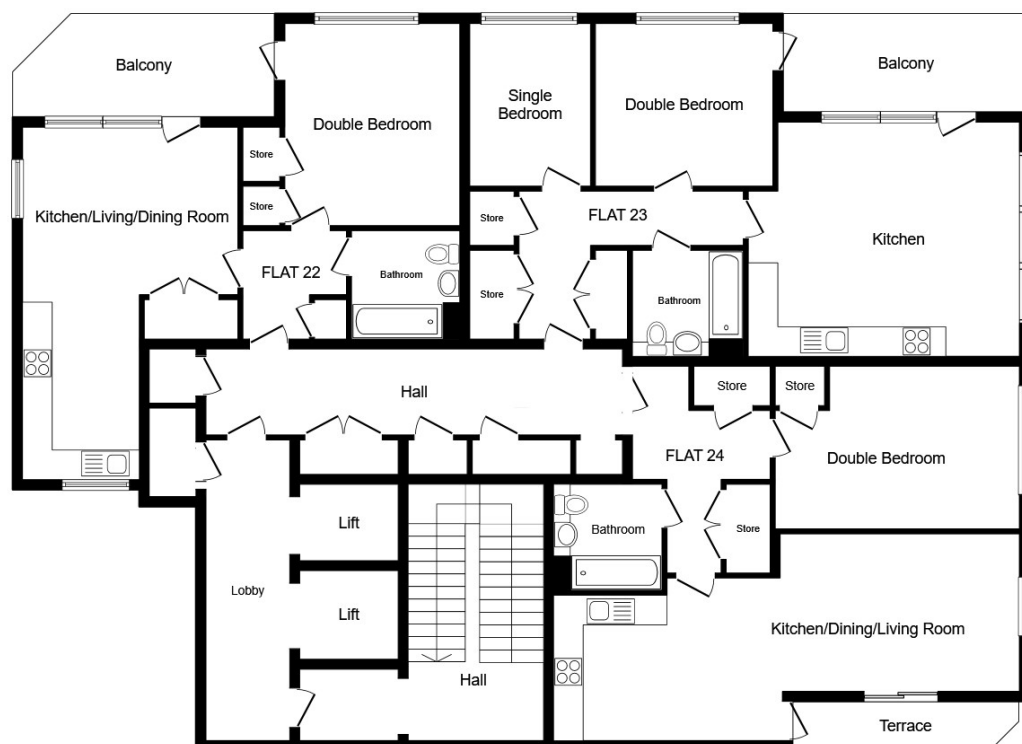 Balcony
Balcony
Double Bedroom
Single
Bedroom
Double Bedroom
Store
Store
Kitchen/Living/Dining Room
Store
FLAT 23
Kitchen
FLAT 22
Bathroom
Store
Bathroom
Hall
Store
Store
FLAT 24
Double Bedroom
Lift
Bathroom
Store
Lobby
Lift
Kitchen/Dining/Living Room
Hall
Terrace